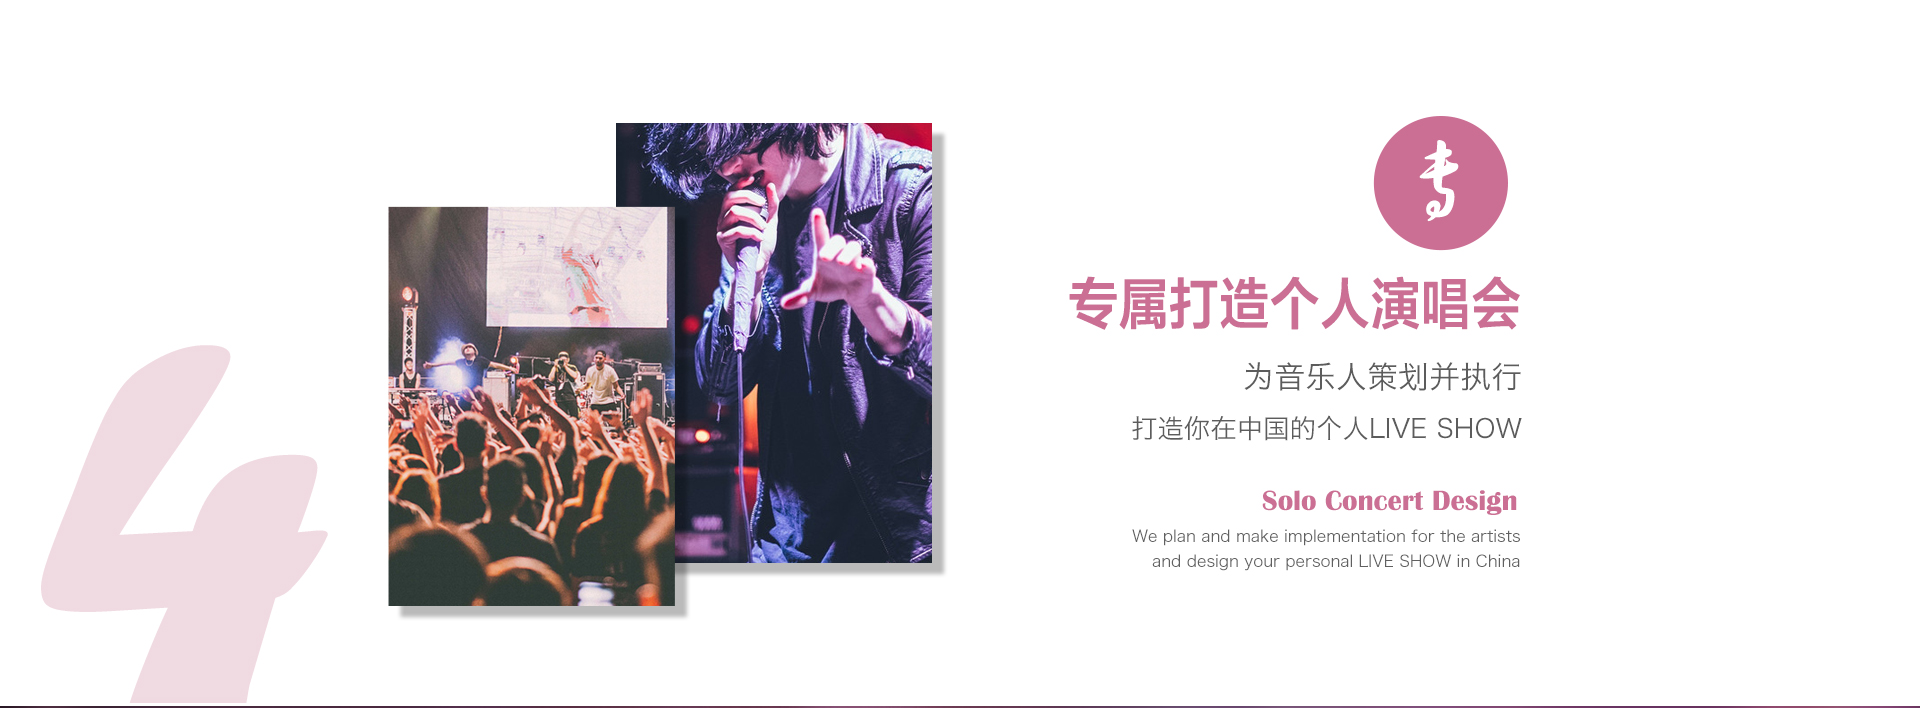 4
专属打造个人演唱会
为音乐人策划并执行
打造你在中国的个人LIVE SHOW
Solo Concert Design
We plan and make implementation for the artists
and design your personal LIVE SHOW in China